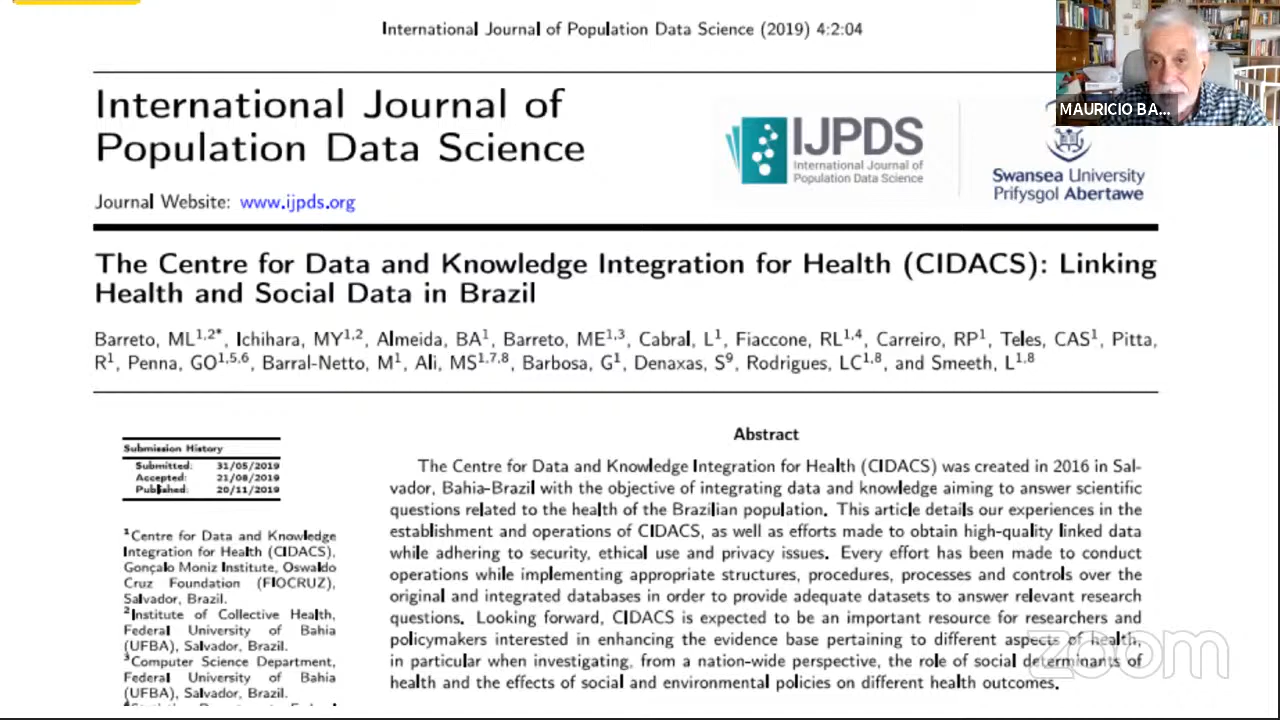 International Journal of Population Data Science (2019) 4:2:04
MAURICIO BA...
International Journal of
Population Data Science
IJPDS
International Journal of
Population Data Science
Swansea University
Prifysgol Abertawe
Journal Website: www.ijpds.org
The Centre for Data and Knowledge Integration for Health (CIDACS): Linking
Health and Social Data in Brazil
Barreto, ML1,2*, Ichihara, MY1,2, Almeida, BA1, Barreto, ME1,3, Cabral, L1, Fiaccone, RL1,4, Carreiro, RP1, Teles, CAS1, Pitta,
R1, Penna, GO1,5,6, Barral-Netto, M1, Ali, MS1,7,8, Barbosa, G1, Denaxas, S9, Rodrigues, LC1,8, and Smeeth, L1,8
Submission History
Submitted: 31/05/2019
Accepted: 21/08/2019
Published: 20/11/2019
1Centre for Data and Knowledge
Integration for Health (CIDACS),
Gonçalo Moniz Institute, Oswaldo
Cruz Foundation (FIOCRUZ),
Salvador, Brazil.
2Institute of Collective Health,
Federal University of Bahia
(UFBA), Salvador, Brazil.
3Computer Science Department,
Federal University of Bahia
(UFBA), Salvador, Brazil.
Abstract
The Centre for Data and Knowledge Integration for Health (CIDACS) was created in 2016 in Sal-
vador, Bahia-Brazil with the objective of integrating data and knowledge aiming to answer scientific
questions related to the health of the Brazilian population. This article details our experiences in the
establishment and operations of CIDACS, as well as efforts made to obtain high-quality linked data
while adhering to security, ethical use and privacy issues. Every effort has been made to conduct
operations while implementing appropriate structures, procedures, processes and controls over the
original and integrated databases in order to provide adequate datasets to answer relevant research
questions. Looking forward, CIDACS is expected to be an important resource for researchers and
policymakers interested in enhancing the evidence base pertaining to different aspects of health,
in particular when investigating, from a nation-wide perspective, the role of social determinants of
health and the effects of social and environmental policies on different health outcomes.
zoom